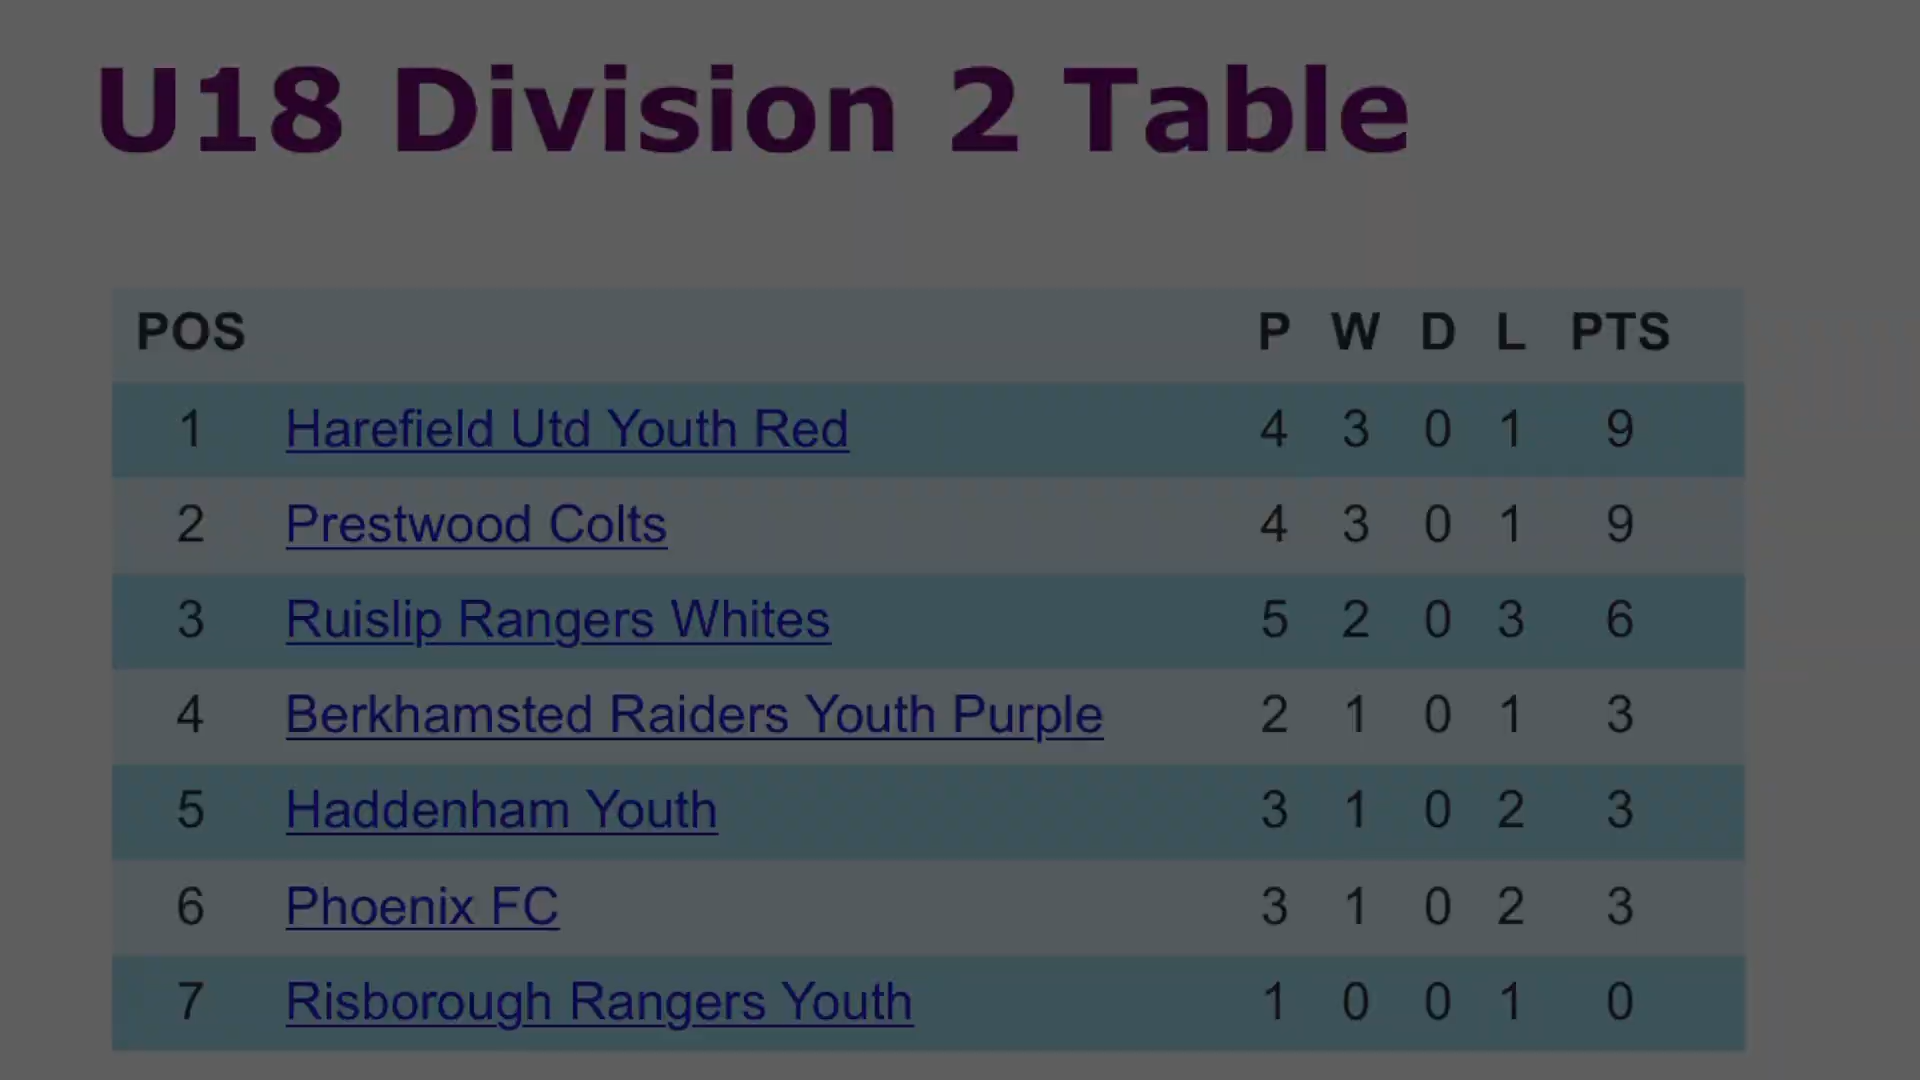 U18 Division 2 Table
POS P W D L PTS
1 Harefield Utd Youth Red 4 3 0 1 9
2 Prestwood Colts 4 3 0 1 9
3 Ruislip Rangers Whites 5 2 0 3 6
4 Berkhamsted Raiders Youth Purple 2 1 0 1 3
5 Haddenham Youth 3 1 0 2 3
6 Phoenix FC 3 1 0 2 3
7 Risborough Rangers Youth 1 0 0 1 0